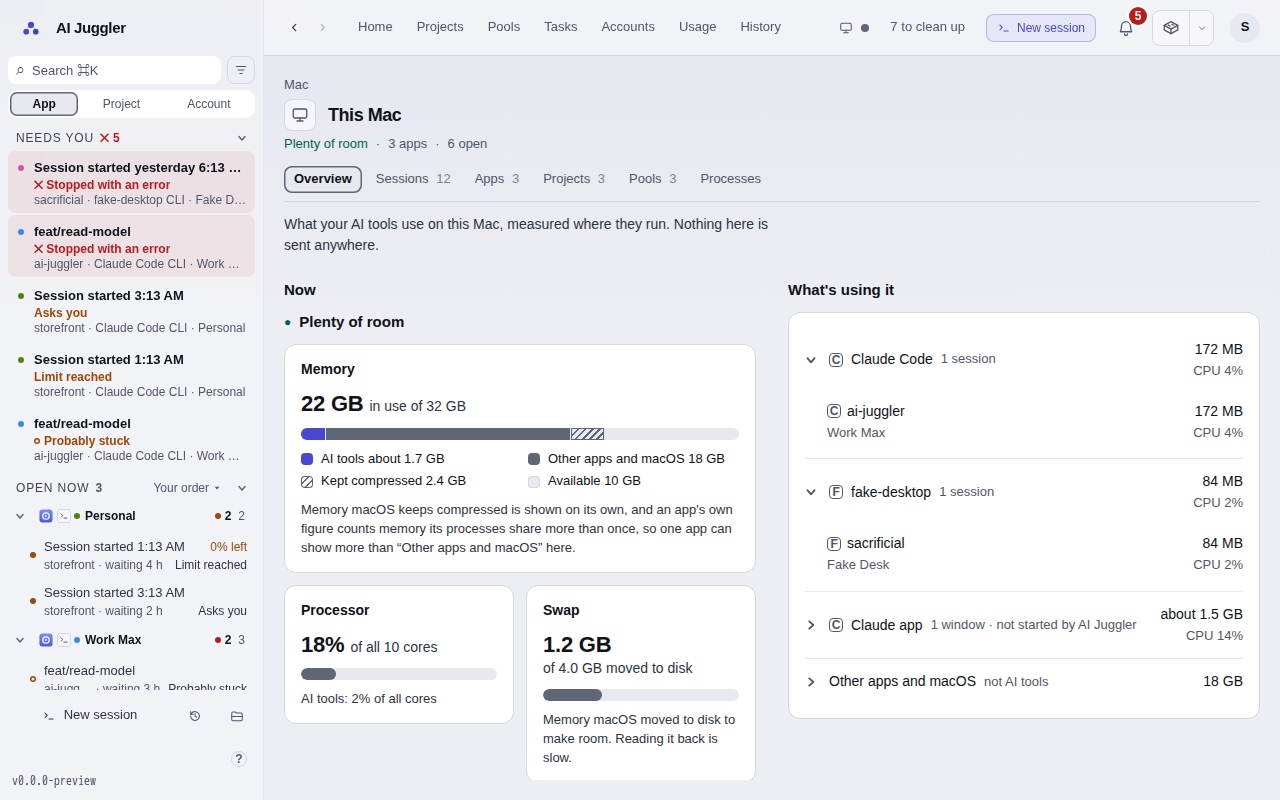 AI Juggler
Search ⌘K
App Project Account
NEEDS YOU 5
Session started yesterday 6:13 …
Stopped with an error
sacrificial · fake-desktop CLI · Fake D…
feat/read-model
Stopped with an error
ai-juggler · Claude Code CLI · Work …
Session started 3:13 AM
Asks you
storefront · Claude Code CLI · Personal
Session started 1:13 AM
Limit reached
storefront · Claude Code CLI · Personal
feat/read-model
Probably stuck
ai-juggler · Claude Code CLI · Work …
OPEN NOW 3 Your order
Personal 2 2
Session started 1:13 AM 0% left
storefront · waiting 4 h Limit reached
Session started 3:13 AM
storefront · waiting 2 h Asks you
Work Max 2 3
feat/read-model
ai-jugg… · waiting 3 h Probably stuck
New session
?
v0.0.0-preview
Home Projects Pools Tasks Accounts Usage History
7 to clean up
New session
5
S
Mac
This Mac
Plenty of room · 3 apps · 6 open
Overview Sessions 12 Apps 3 Projects 3 Pools 3 Processes
What your AI tools use on this Mac, measured where they run. Nothing here is
sent anywhere.
Now
Plenty of room
Memory
22 GB in use of 32 GB
AI tools about 1.7 GB
Other apps and macOS 18 GB
Kept compressed 2.4 GB
Available 10 GB
Memory macOS keeps compressed is shown on its own, and an app's own
figure counts memory its processes share more than once, so one app can
show more than “Other apps and macOS” here.
Processor
18% of all 10 cores
AI tools: 2% of all cores
Swap
1.2 GB
of 4.0 GB moved to disk
Memory macOS moved to disk to
make room. Reading it back is
slow.
What's using it
C Claude Code 1 session 172 MB
CPU 4%
C ai-juggler 172 MB
Work Max CPU 4%
F fake-desktop 1 session 84 MB
CPU 2%
F sacrificial 84 MB
Fake Desk CPU 2%
C Claude app 1 window · not started by AI Juggler about 1.5 GB
CPU 14%
Other apps and macOS not AI tools 18 GB